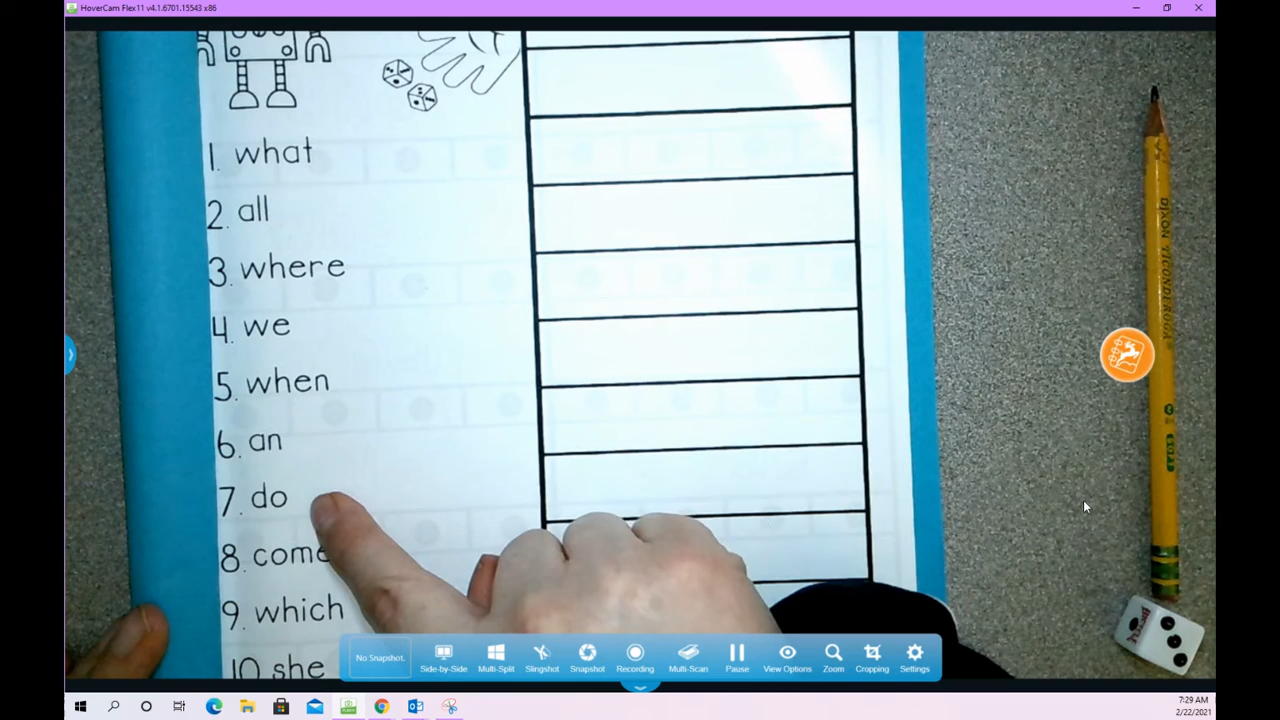 HoverCam Flex11 v4.1.6701.15543 x86
1. what
2. all
3. where
4. we
5. when
6. an
7. do
8. come
9. which
10. she
DIXON TICONDEROGA
No Snapshot.
Side-by-Side
Multi-Split
Slingshot
Snapshot
Recording
Multi-Scan
Pause
View Options
Zoom
Cropping
Settings
7:29 AM
2/22/2021